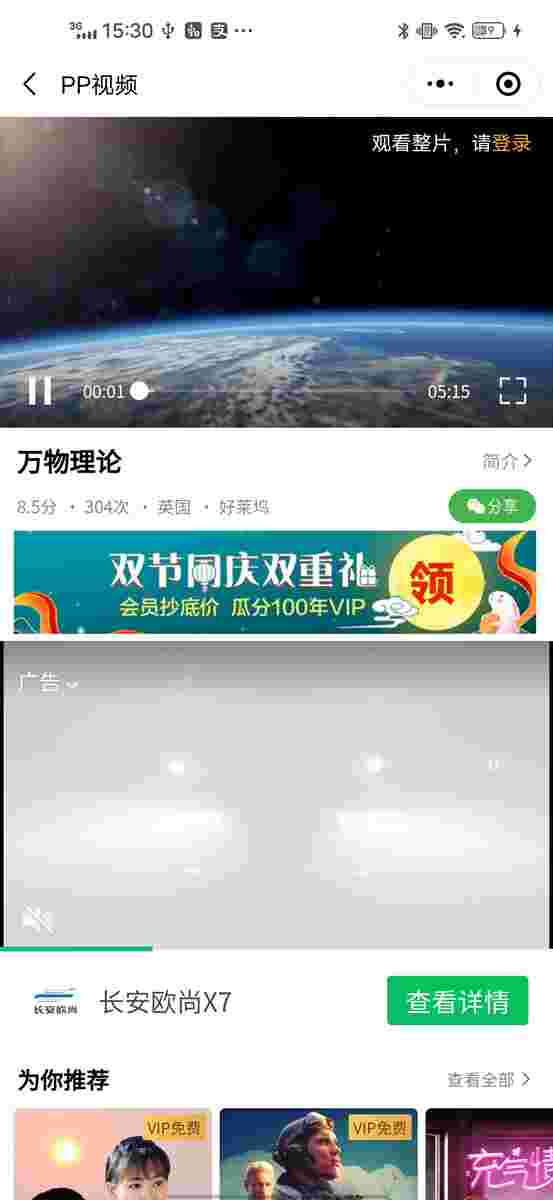 3G 15:30
PP视频
观看整片，请登录
00:01 05:15
万物理论 简介
8.5分 · 304次 · 英国 · 好莱坞 分享
双节同庆双重礼 领
会员抄底价 瓜分100年VIP
广告
长安欧尚 长安欧尚X7 查看详情
为你推荐 查看全部
VIP免费 VIP免费